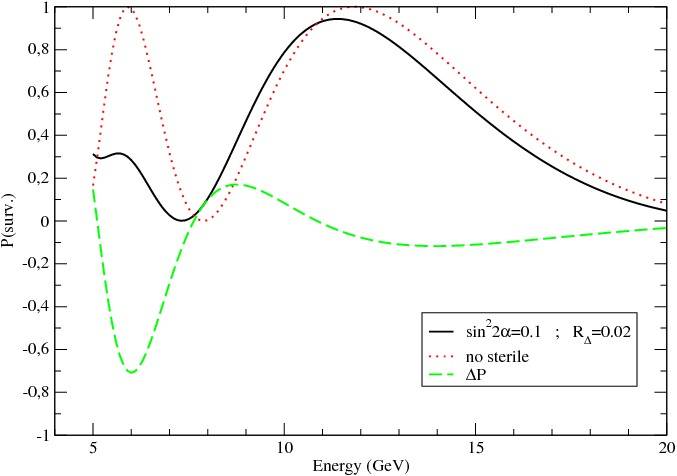 1
0,8
0,6
0,4
0,2
0
-0,2
-0,4
-0,6
-0,8
-1
P(surv.)
5 10 15 20
Energy (GeV)
sin²2α=0.1 ; R_Δ=0.02
no sterile
ΔP